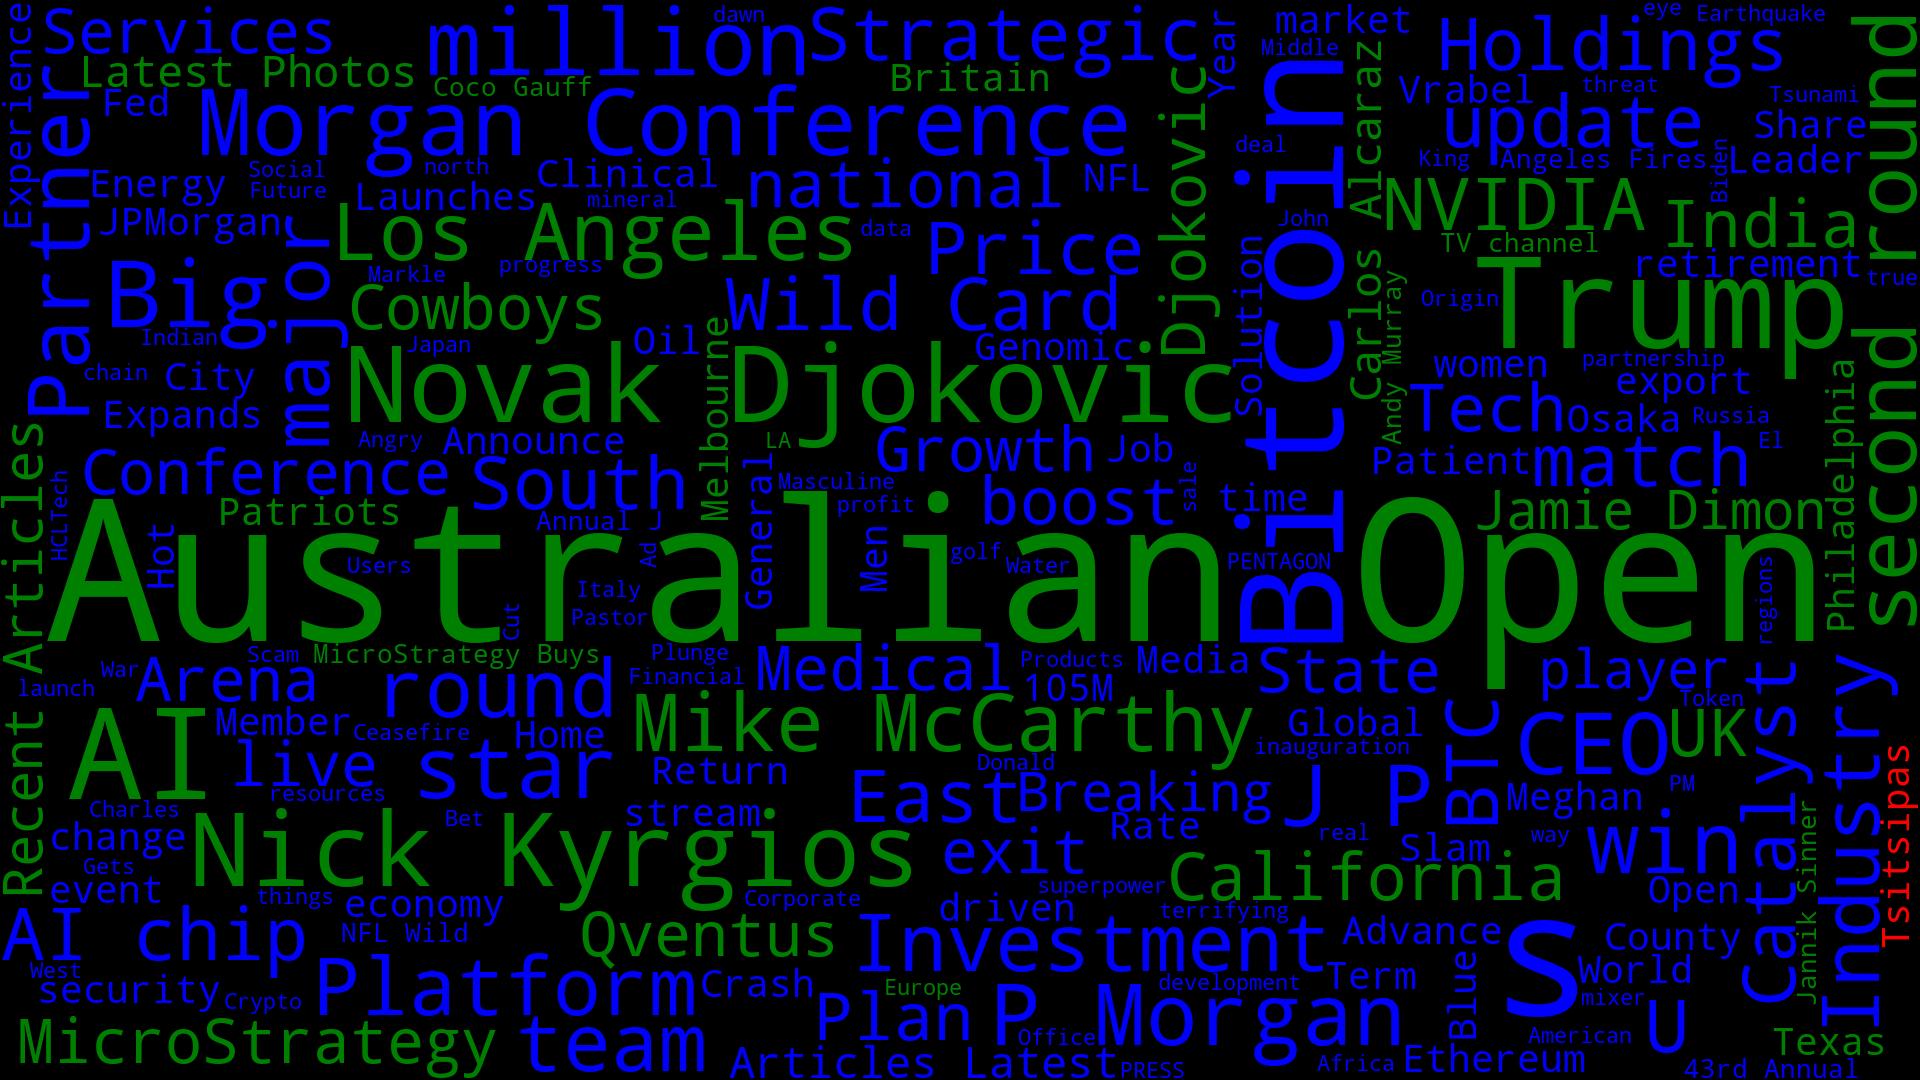 Experience
Services
million
dawn
Strategic
Year
market
Middle
Holdings
eye
Earthquake
second round
Latest Photos
Coco Gauff
Britain
Partner
Fed
Morgan
Conference
Djokovic
Bitcoin
Carlos Alcaraz
Vrabel
threat
Tsunami
update
Share
deal
Energy
Social
Future
north
Launches
Clinical
mineral
national
NFL
King
Angeles Fires
Biden
Leader
JPMorgan
major
Los Angeles
data
Price
John
NVIDIA
India
TV channel
retirement
true
Big
Markle
progress
Cowboys
Wild Card
Solution
Andy Murray
Origin
Trump
Indian
Japan
Oil
Melbourne
Genomic
women
partnership
chain
City
Novak Djokovic
export
Philadelphia
Expands
Angry
Announce
LA
Growth
Job
Tech
Osaka
Russia
El
Recent Articles
HCLTech
Conference
South
General
Masculine
profit
boost
sale
time
Patient
match
Patriots
Annual J
Jamie Dimon
Australian
Open
Hot
Users
Ad
Italy
Pastor
Cut
Men
golf
Water
PENTAGON
regions
Scam
MicroStrategy Buys
Plunge
Financial
Medical
Products
105M
Media
State
player
Token
launch
War
Arena
round
Industry
Catalyst
AI
Member
Ceasefire
Home
Mike McCarthy
Global
inauguration
BTC
CEO
UK
Tsitsipas
live
resources
star
Return
Donald
East
Breaking
J P
Meghan
PM
Charles
change
Bet
stream
Rate
real
Slam
way
win
Jannik Sinner
Gets
event
Nick Kyrgios
exit
superpower
California
Open
things
economy
Corporate
driven
terrifying
AI chip
NFL Wild
Qventus
Investment
Advance
s
County
West
security
Crypto
Platform
Crash
Europe
development
Term
Blue
World
mixer
MicroStrategy
team
Plan
P
Office
Morgan
American
U
Texas
Articles Latest
PRESS
Africa
Ethereum
43rd Annual